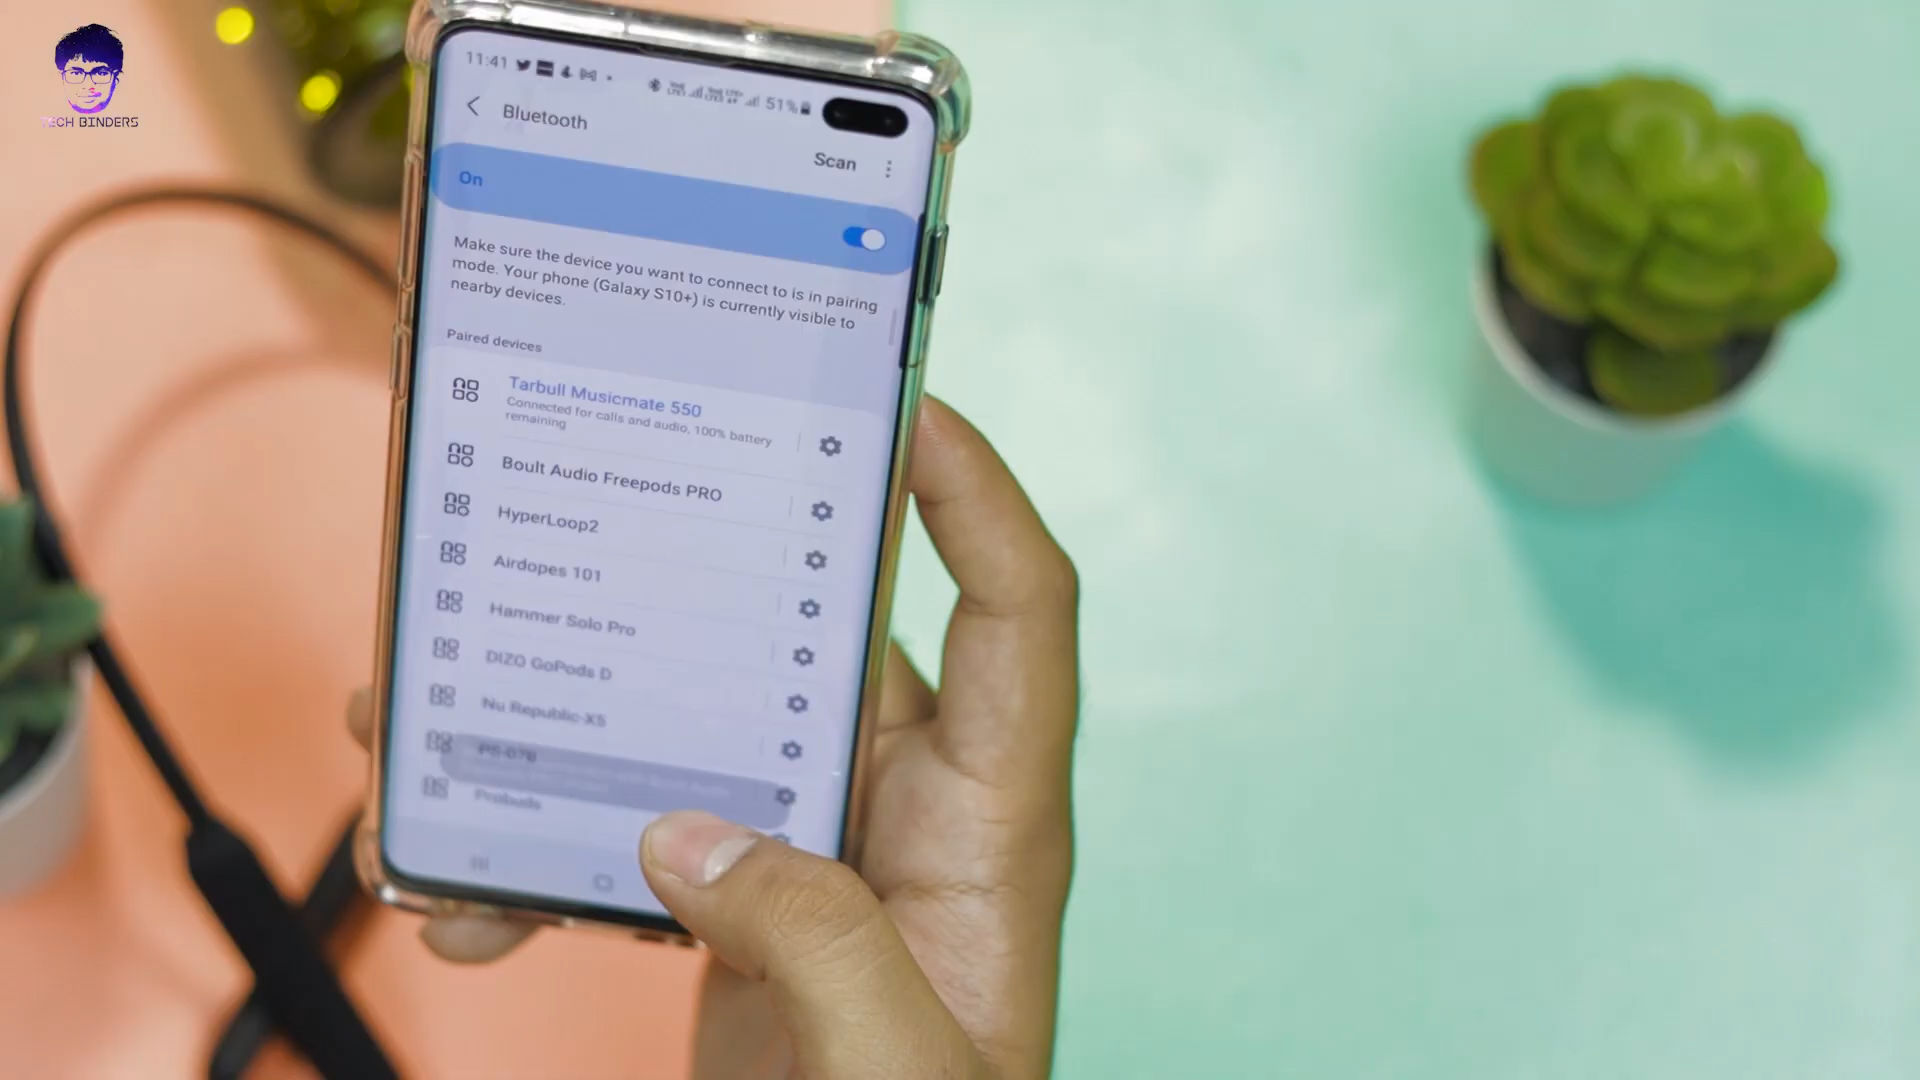 TECH BINDERS
11:41
51%
Bluetooth
Scan
On
Make sure the device you want to connect to is in pairing
mode. Your phone (Galaxy S10+) is currently visible to
nearby devices.
Paired devices
Tarbull Musicmate 550
Connected for calls and audio, 100% battery
remaining
Boult Audio Freepods PRO
HyperLoop2
Airdopes 101
Hammer Solo Pro
DIZO GoPods D
Nu Republic-X5
Probuds